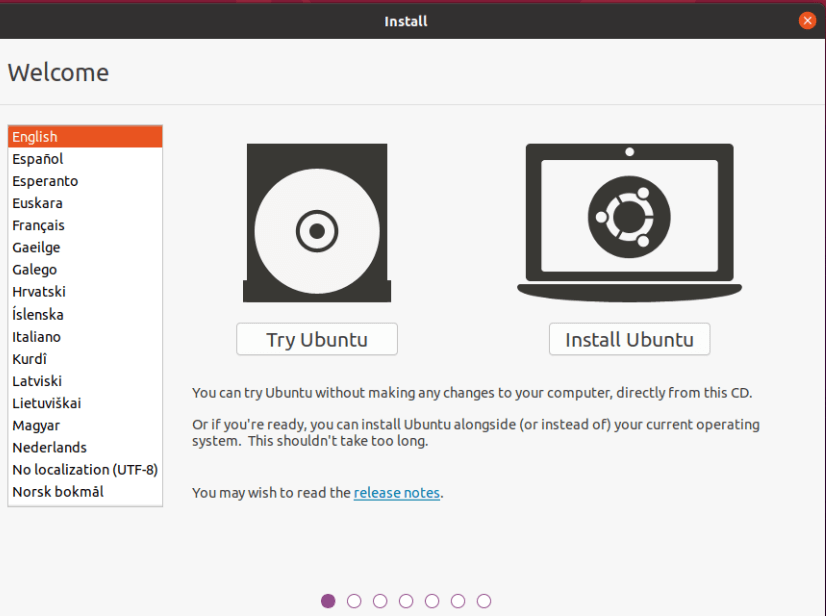 Install
Welcome
English
Español
Esperanto
Euskara
Français
Gaeilge
Galego
Hrvatski
Íslenska
Italiano
Kurdî
Latviski
Lietuviškai
Magyar
Nederlands
No localization (UTF-8)
Norsk bokmål
Try Ubuntu
Install Ubuntu
You can try Ubuntu without making any changes to your computer, directly from this CD.
Or if you're ready, you can install Ubuntu alongside (or instead of) your current operating
system. This shouldn't take too long.
You may wish to read the release notes.